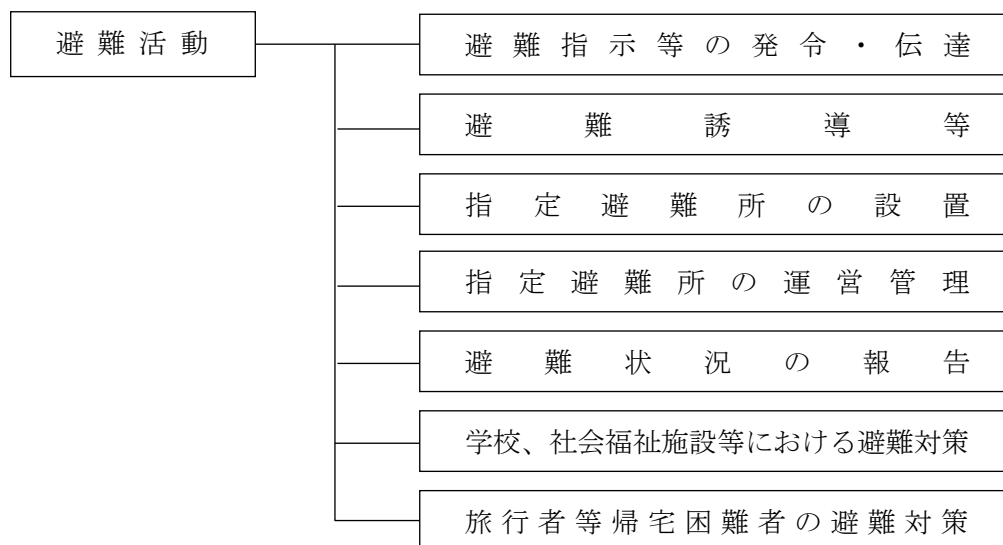 避難活動
避難指示等の発令・伝達
避難誘導等
指定避難所の設置
指定避難所の運営管理
避難状況の報告
学校、社会福祉施設等における避難対策
旅行者等帰宅困難者の避難対策